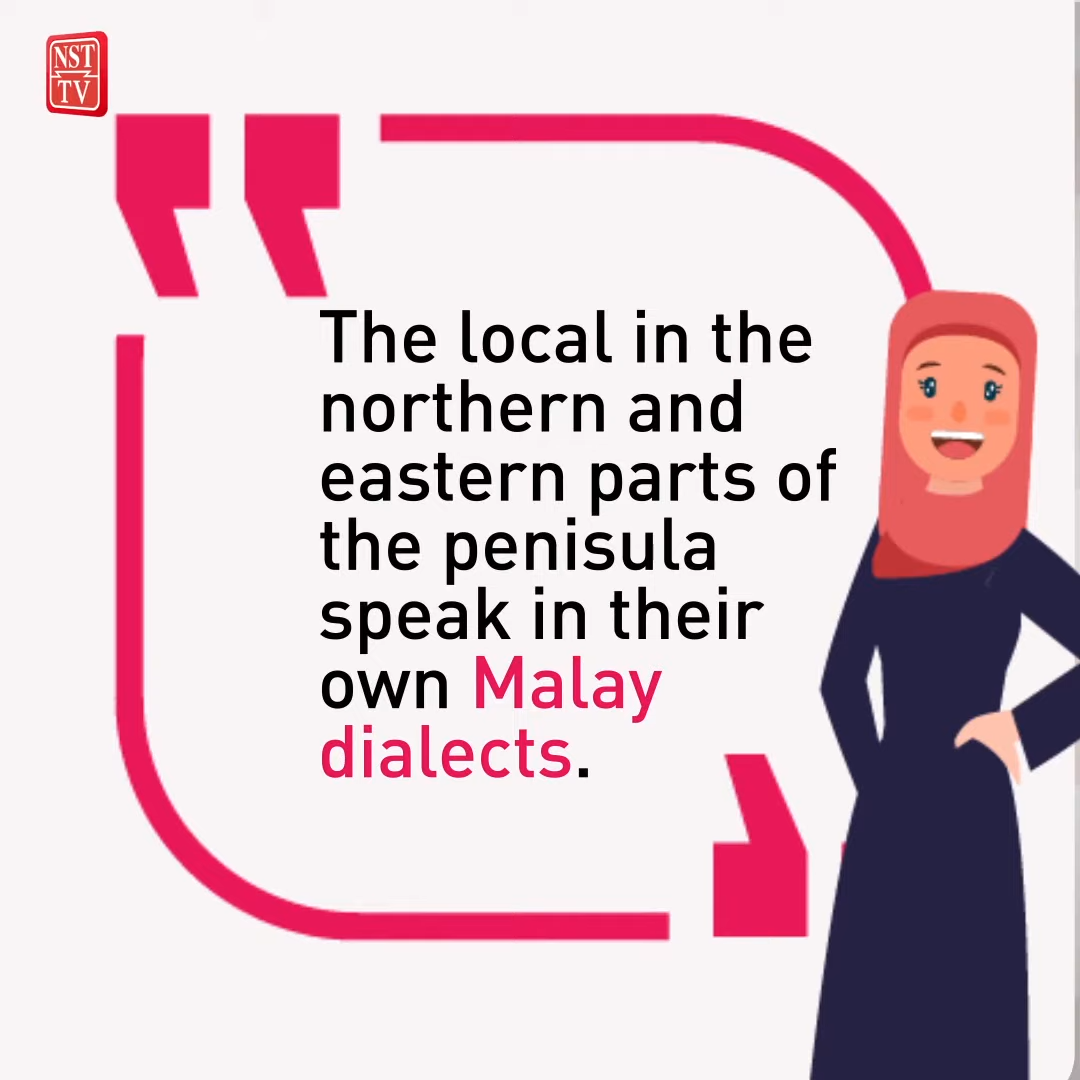 NST
TV
The local in the
northern and
eastern parts of
the penisula
speak in their
own Malay
dialects.